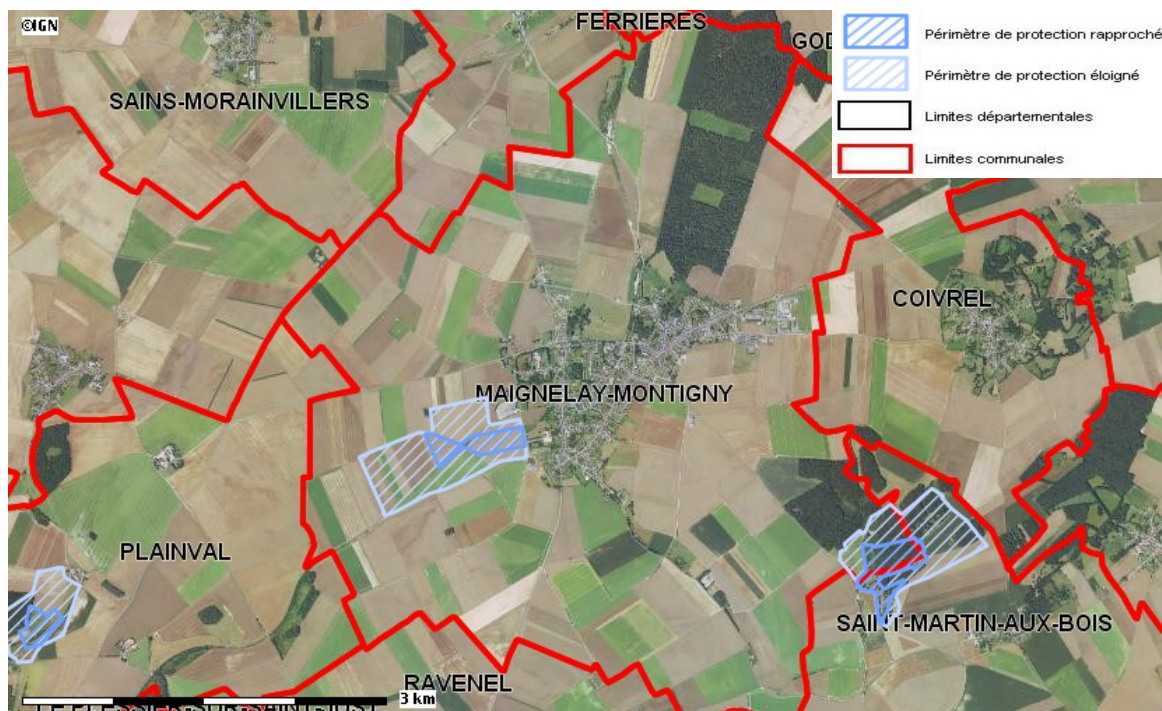 ©IGN
FERRIERES
GOD
Périmètre de protection rapproché
Périmètre de protection éloigné
Limites départementales
Limites communales
SAINS-MORAINVILLERS
COIVREL
MAIGNELAY-MONTIGNY
PLAINVAL
SAINT-MARTIN-AUX-BOIS
RAVENEL
3 km